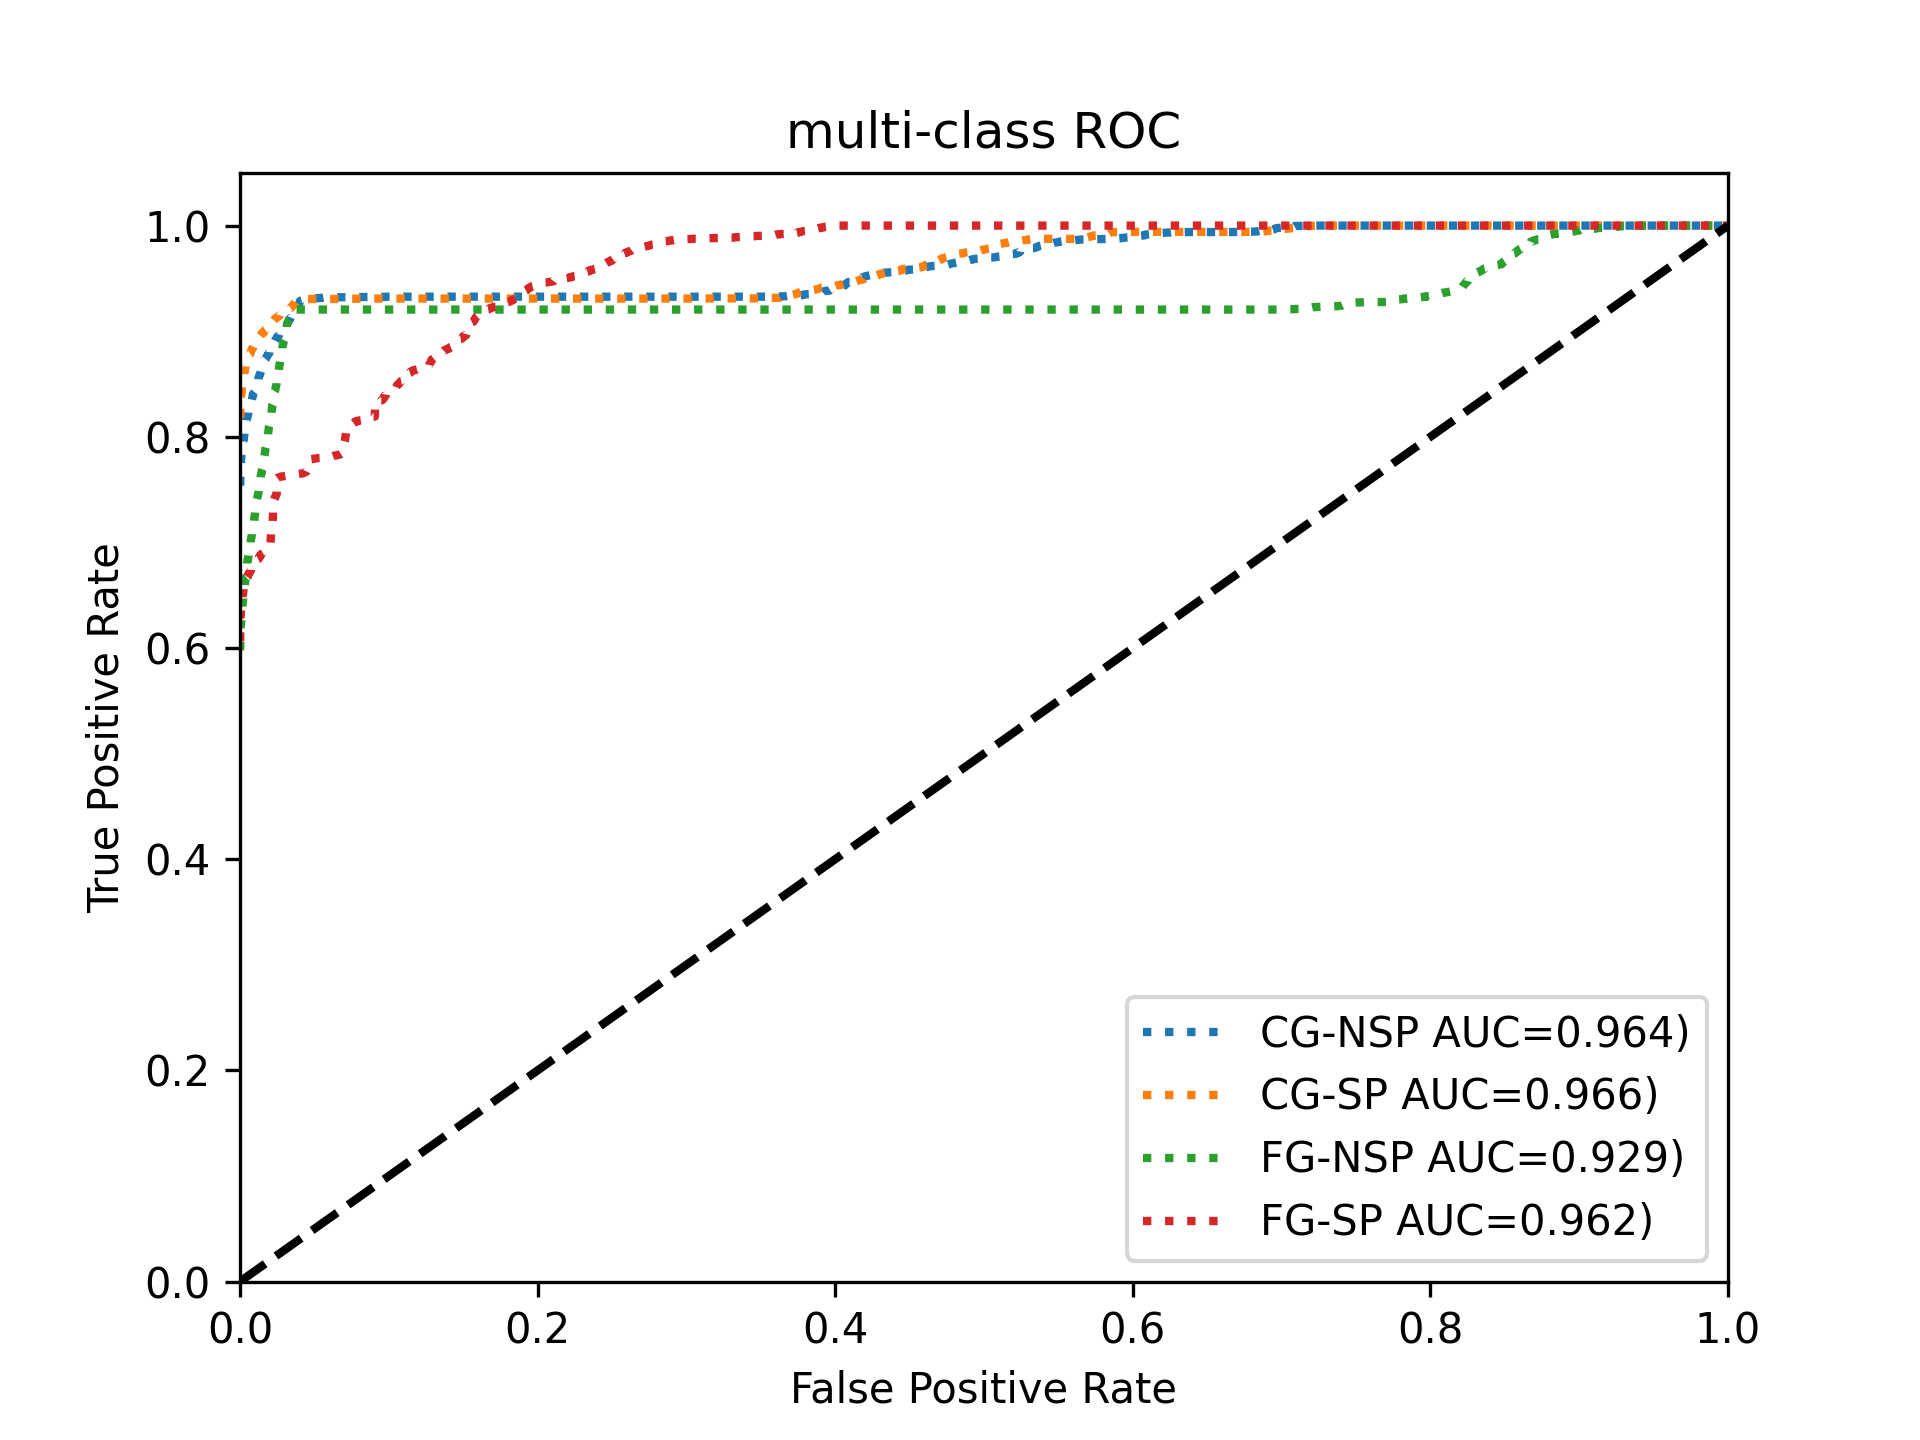 multi-class ROC
True Positive Rate
1.0
0.8
0.6
0.4
0.2
0.0
0.0 0.2 0.4 0.6 0.8 1.0
False Positive Rate
CG-NSP AUC=0.964)
CG-SP AUC=0.966)
FG-NSP AUC=0.929)
FG-SP AUC=0.962)